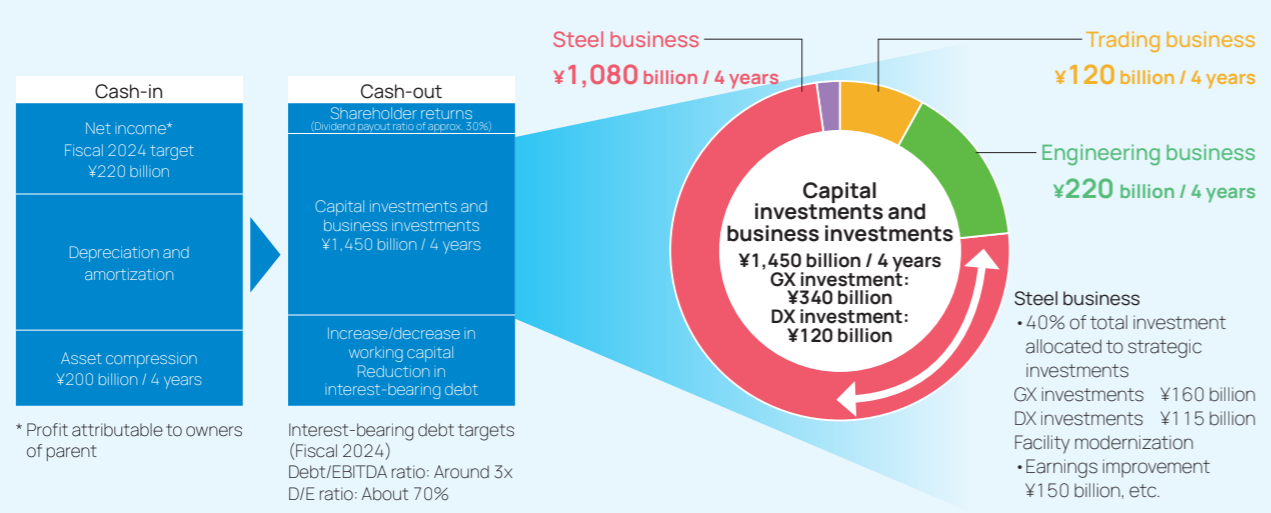 Cash-in
Net income*
Fiscal 2024 target
¥220 billion
Depreciation and
amortization
Asset compression
¥200 billion / 4 years
* Profit attributable to owners
of parent
Cash-out
Shareholder returns
(Dividend payout ratio of approx. 30%)
Capital investments and
business investments
¥1,450 billion / 4 years
Increase/decrease in
working capital
Reduction in
interest-bearing debt
Interest-bearing debt targets
(Fiscal 2024)
Debt/EBITDA ratio: Around 3x
D/E ratio: About 70%
Steel business
¥1,080 billion / 4 years
Trading business
¥120 billion / 4 years
Engineering business
¥220 billion / 4 years
Capital
investments and
business investments
¥1,450 billion / 4 years
GX investment:
¥340 billion
DX investment:
¥120 billion
Steel business
•40% of total investment
allocated to strategic
investments
GX investments ¥160 billion
DX investments ¥115 billion
Facility modernization
•Earnings improvement
¥150 billion, etc.